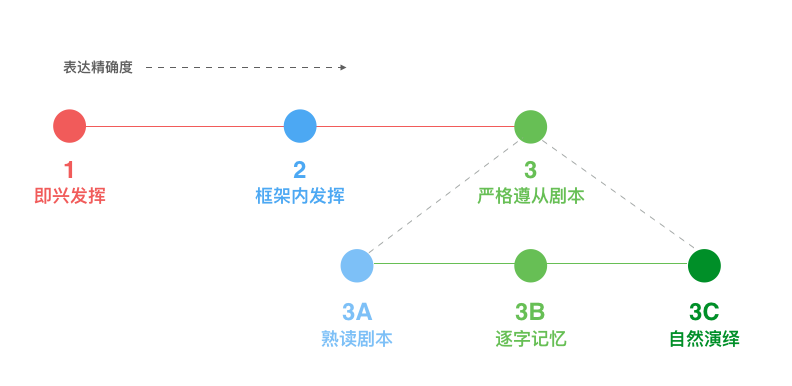 表达精确度
1
2
3
即兴发挥
框架内发挥
严格遵从剧本
3A
3B
3C
熟读剧本
逐字记忆
自然演绎